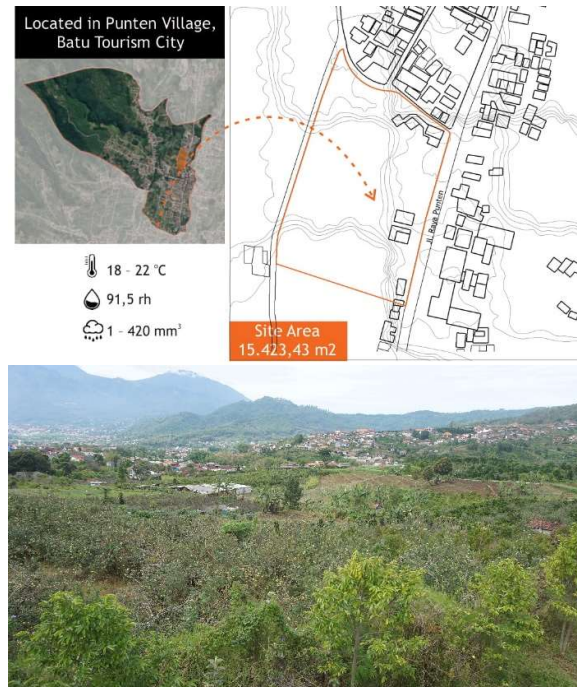 Located in Punten Village,
Batu Tourism City
18 - 22 °C
91,5 rh
1 - 420 mm³
Jl. Raya Punten
Site Area
15.423,43 m2